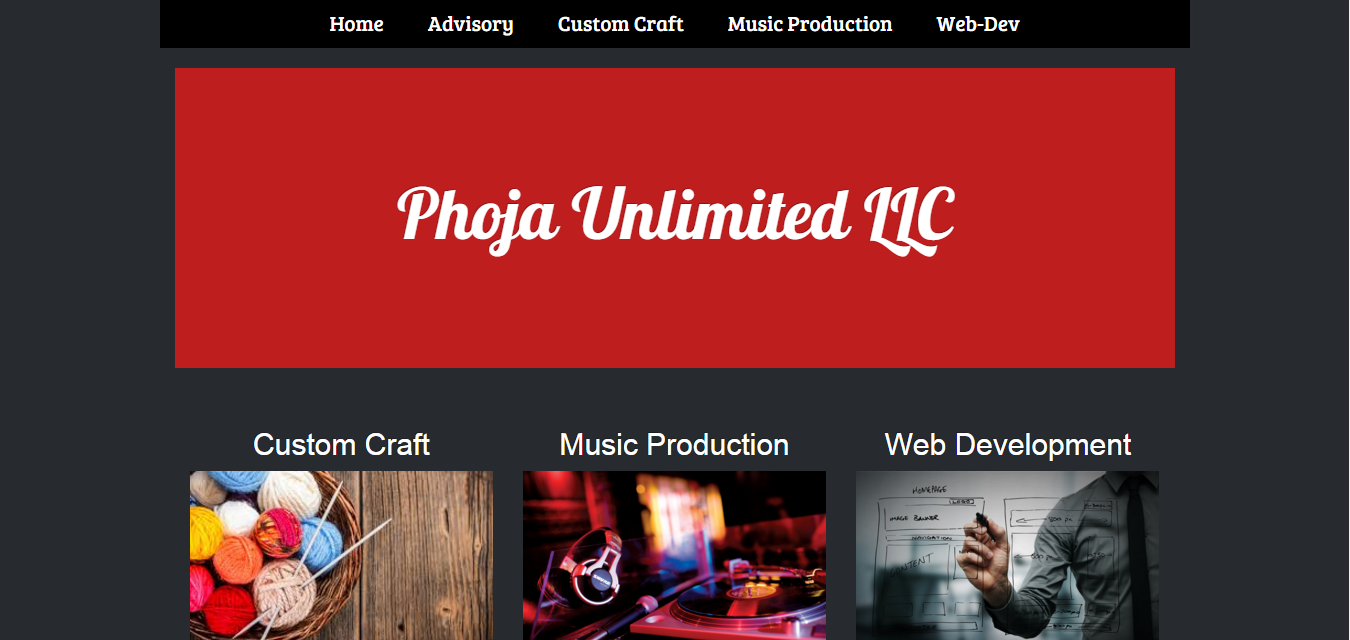 Home Advisory Custom Craft Music Production Web-Dev
Phoja Unlimited LLC
Custom Craft Music Production Web Development
HOMEPAGE
LOGO
IMAGE BANNER
NAVIGATION
CONTENT